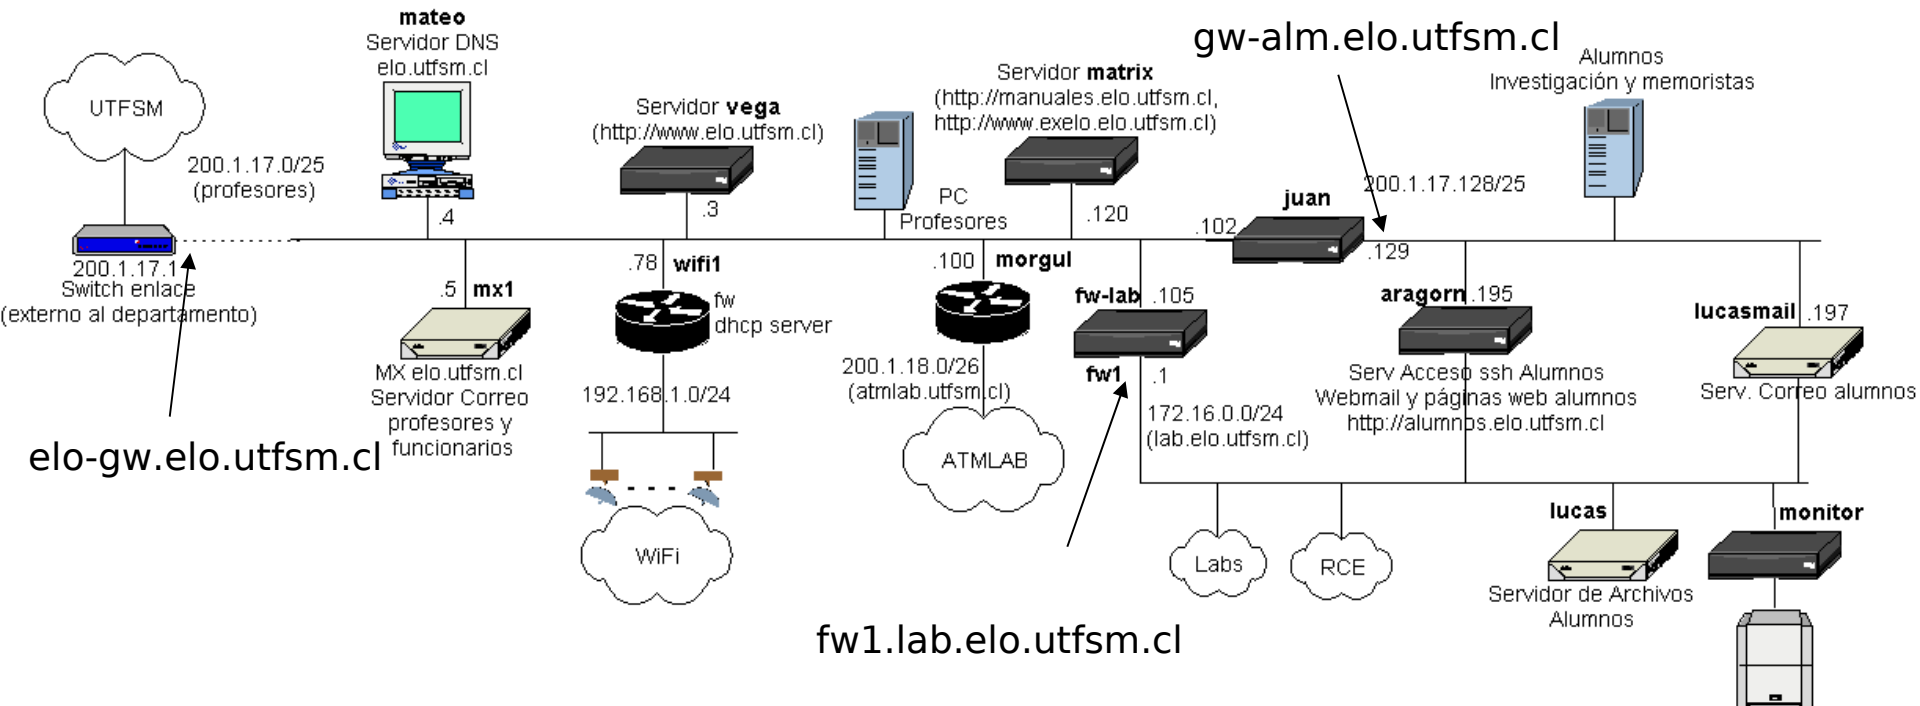 mateo
Servidor DNS
elo.utfsm.cl
UTFSM
200.1.17.0/25
(profesores)
.4
200.1.17.1
Switch enlace
(externo al departamento)
elo-gw.elo.utfsm.cl
.5 mx1
MX elo.utfsm.cl
Servidor Correo
profesores y
funcionarios
Servidor vega
(http://www.elo.utfsm.cl)
.3
.78 wifi1
fw
dhcp server
192.168.1.0/24
WiFi
PC
Profesores
Servidor matrix
(http://manuales.elo.utfsm.cl,
http://www.exelo.elo.utfsm.cl)
.120
.100 morgul
200.1.18.0/26
(atmlab.utfsm.cl)
ATMLAB
fw-lab .105
fw1 .1
172.16.0.0/24
(lab.elo.utfsm.cl)
fw1.lab.elo.utfsm.cl
gw-alm.elo.utfsm.cl
juan
.102
.129
200.1.17.128/25
Alumnos
Investigación y memoristas
aragorn .195
Serv Acceso ssh Alumnos
Webmail y páginas web alumnos
http://alumnos.elo.utfsm.cl
lucasmail .197
Serv. Correo alumnos
Labs
RCE
lucas
Servidor de Archivos
Alumnos
monitor